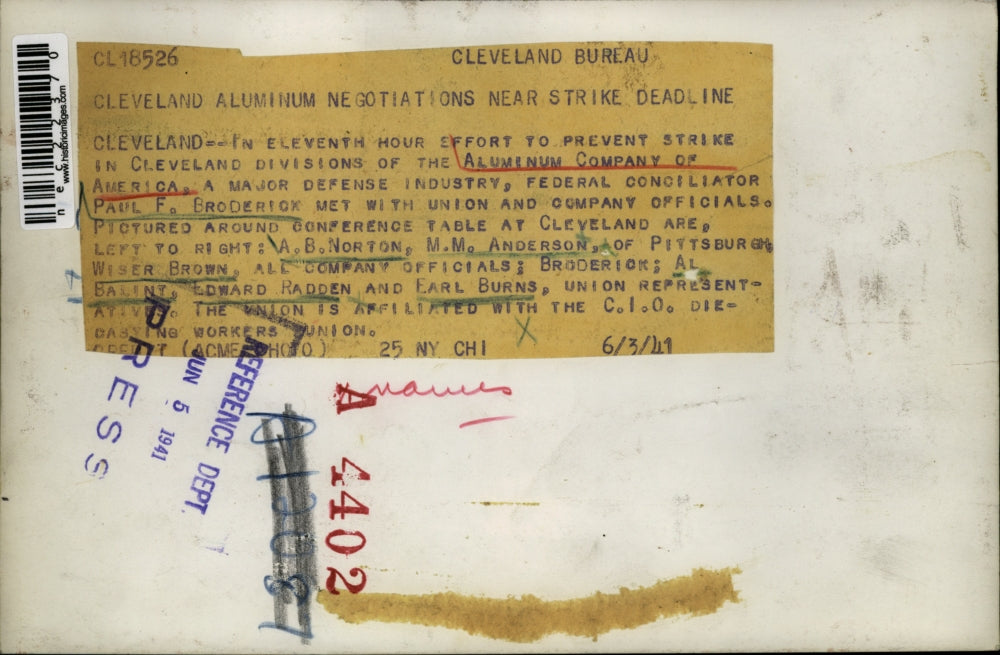 CL18526 CLEVELAND BUREAU
CLEVELAND ALUMINUM NEGOTIATIONS NEAR STRIKE DEADLINE
CLEVELAND--IN ELEVENTH HOUR EFFORT TO PREVENT STRIKE
IN CLEVELAND DIVISIONS OF THE ALUMINUM COMPANY OF
AMERICA, A MAJOR DEFENSE INDUSTRY, FEDERAL CONCILIATOR
PAUL F. BRODERICK MET WITH UNION AND COMPANY OFFICIALS.
PICTURED AROUND CONFERENCE TABLE AT CLEVELAND ARE,
LEFT TO RIGHT: A.B.NORTON, M.M. ANDERSON, OF PITTSBURGH,
WISER BROWN, ALL COMPANY OFFICIALS; BRODERICK; AL
BALINT, EDWARD RADDEN AND EARL BURNS, UNION REPRESENT-
ATIVES. THE UNION IS AFFILIATED WITH THE C.I.O. DIE-
CASTING WORKERS UNION.
CREDIT (ACME PHOTO) 25 NY CHI 6/3/41
nec22370
www.historicimages.com
names
A 4402
REFERENCE DEPT.
JUN 5 1941
PRESS